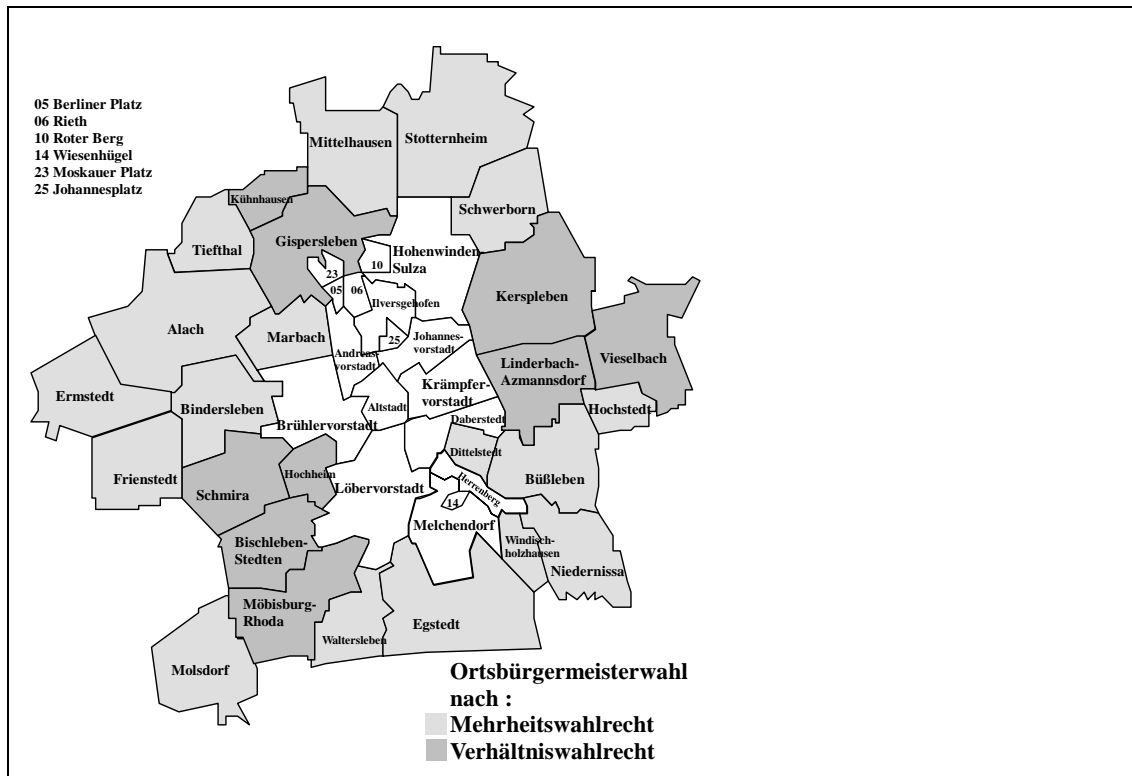 05 Berliner Platz
06 Rieth
10 Roter Berg
14 Wiesenhügel
23 Moskauer Platz
25 Johannesplatz
Mittelhausen
Stotternheim
Kühnhausen
Schwerborn
Tiefthal
Gispersleben
Hohenwinden-
Sulza
10
23
05
06
Ilversgehofen
Kerspleben
Alach
Marbach
25
Johannes-
vorstadt
Andreas-
vorstadt
Linderbach-
Azmannsdorf
Vieselbach
Ermstedt
Bindersleben
Altstadt
Krämpfer-
vorstadt
Hochstedt
Brühlervorstadt
Daberstedt
Dittelstedt
Frienstedt
Schmira
Hochheim
Löbervorstadt
Herrenberg
Büßleben
14
Melchendorf
Bischleben-
Stedten
Windisch-
holzhausen
Niedernissa
Möbisburg-
Rhoda
Waltersleben
Egstedt
Molsdorf
Ortsbürgermeisterwahl
nach :
Mehrheitswahlrecht
Verhältniswahlrecht